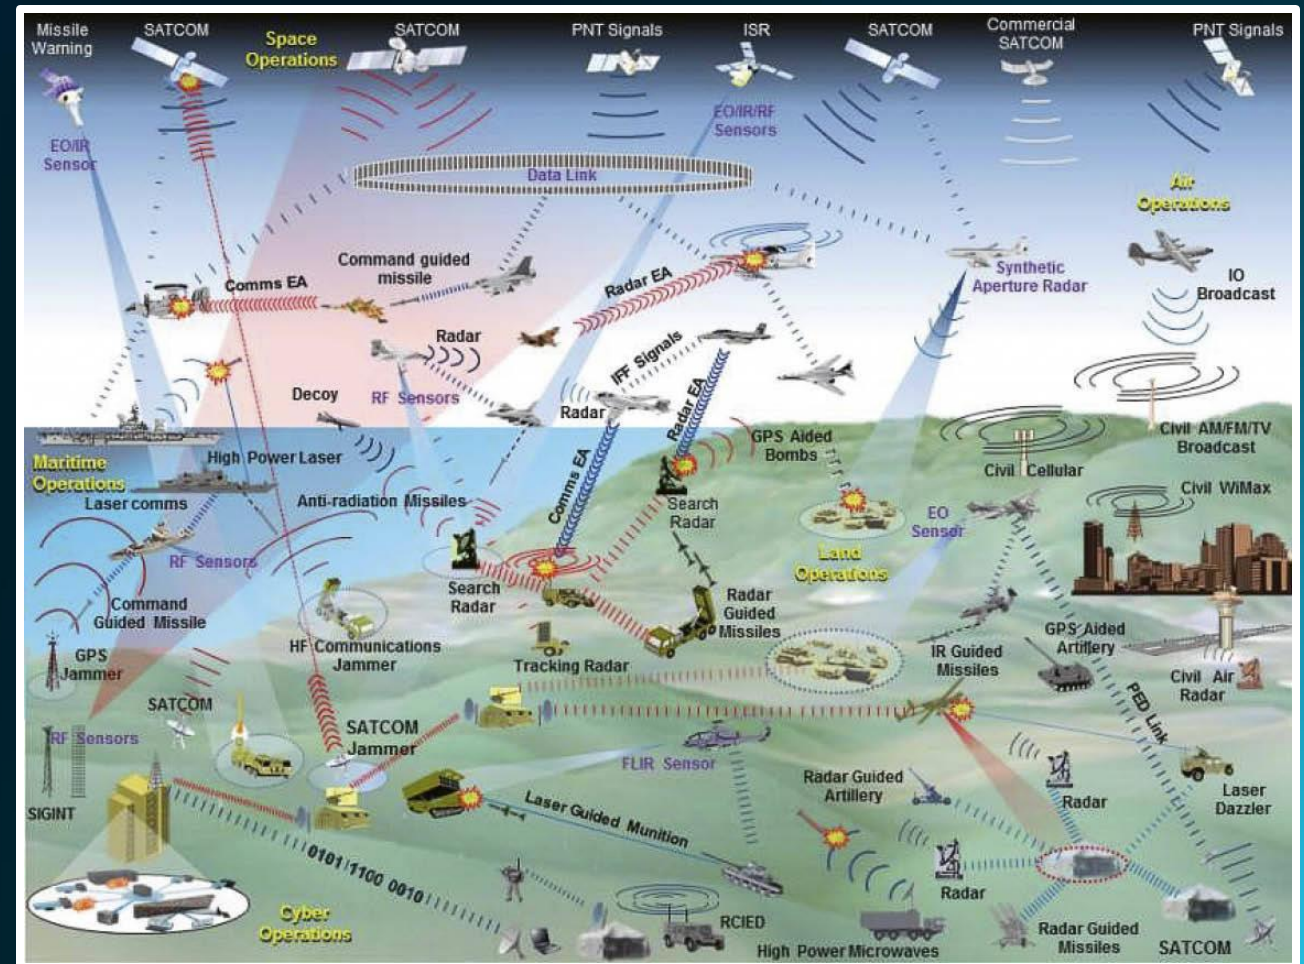 Missile
Warning
SATCOM
Space
Operations
SATCOM
PNT Signals
ISR
SATCOM
Commercial
SATCOM
PNT Signals
EO/IR
Sensor
EO/IR/RF
Sensors
Data Link
Air
Operations
Command guided
missile
Comms EA
Radar EA
Synthetic
Aperture Radar
IO
Broadcast
Radar
IFF Signals
Decoy
RF Sensors
Radar
Radar EA
GPS Aided
Bombs
Civil AM/FM/TV
Broadcast
Maritime
Operations
High Power Laser
Civil Cellular
Laser comms
Anti-radiation Missiles
Comms EA
Search
Radar
EO
Sensor
Civil WiMax
RF Sensors
Land
Operations
Search
Radar
Command
Guided Missile
Radar
Guided
Missiles
GPS
Jammer
HF Communications
Jammer
Tracking Radar
IR Guided
Missiles
GPS Aided
Artillery
Civil Air
Radar
SATCOM
PED Link
RF Sensors
SATCOM
Jammer
FLIR Sensor
SIGINT
Radar Guided
Artillery
Radar
Laser
Dazzler
Laser Guided Munition
0101 1100 0010
Radar
Cyber
Operations
RCIED
High Power Microwaves
Radar Guided
Missiles
SATCOM